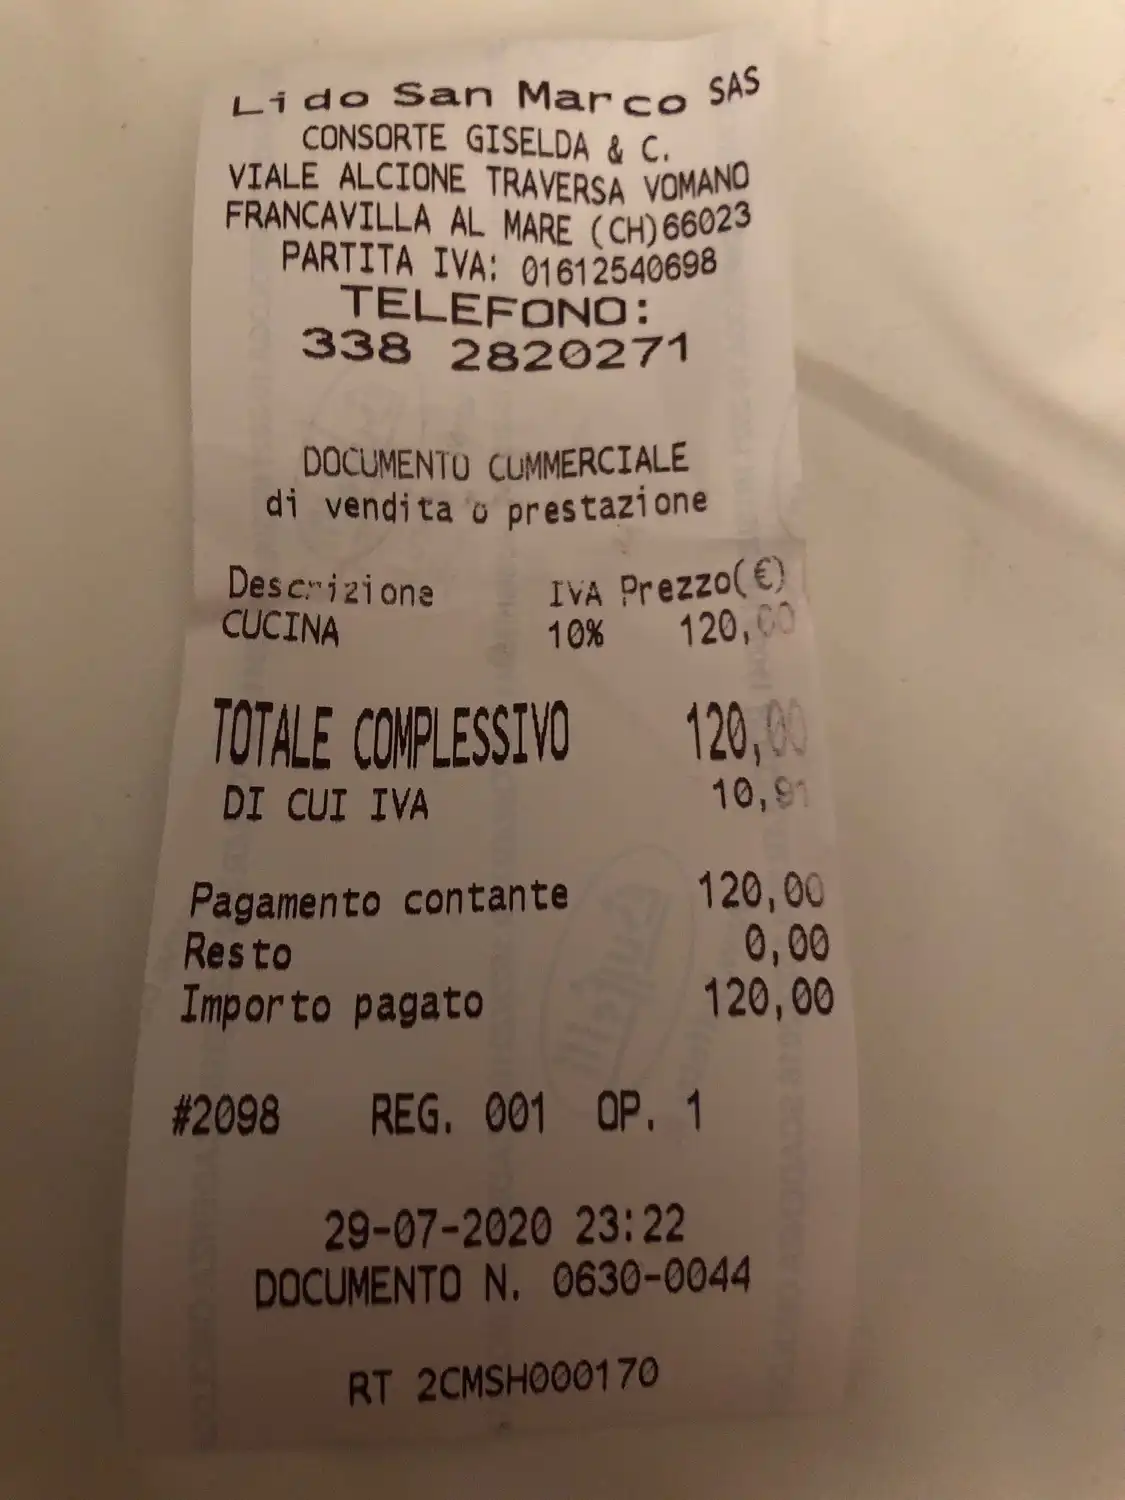 Lido San Marco SAS
CONSORTE GISELDA & C.
VIALE ALCIONE TRAVERSA VOMANO
FRANCAVILLA AL MARE (CH)66023
PARTITA IVA: 01612540698
TELEFONO:
338 2820271
DOCUMENTO COMMERCIALE
di vendita o prestazione
Descrizione IVA Prezzo(€)
CUCINA 10% 120,00
TOTALE COMPLESSIVO 120,00
DI CUI IVA 10,91
Pagamento contante 120,00
Resto 0,00
Importo pagato 120,00
#2098 REG. 001 OP. 1
29-07-2020 23:22
DOCUMENTO N. 0630-0044
RT 2CMSH000170